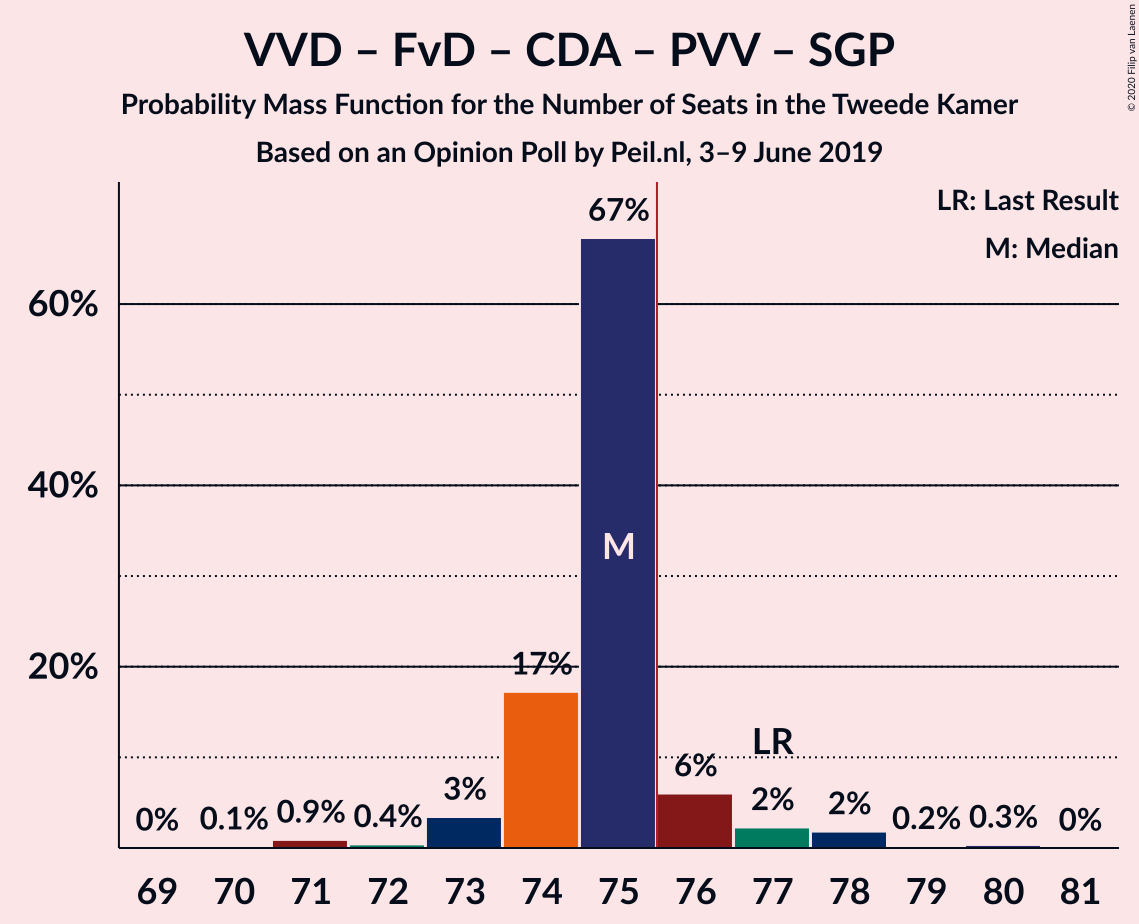 VVD – FvD – CDA – PVV – SGP
Probability Mass Function for the Number of Seats in the Tweede Kamer
Based on an Opinion Poll by Peil.nl, 3–9 June 2019
© 2020 Filip van Laenen
LR: Last Result
M: Median
60%
40%
20%
0%
0.1%
0.9%
0.4%
3%
17%
67%
M
6%
LR
2%
2%
0.2%
0.3%
0%
69 70 71 72 73 74 75 76 77 78 79 80 81